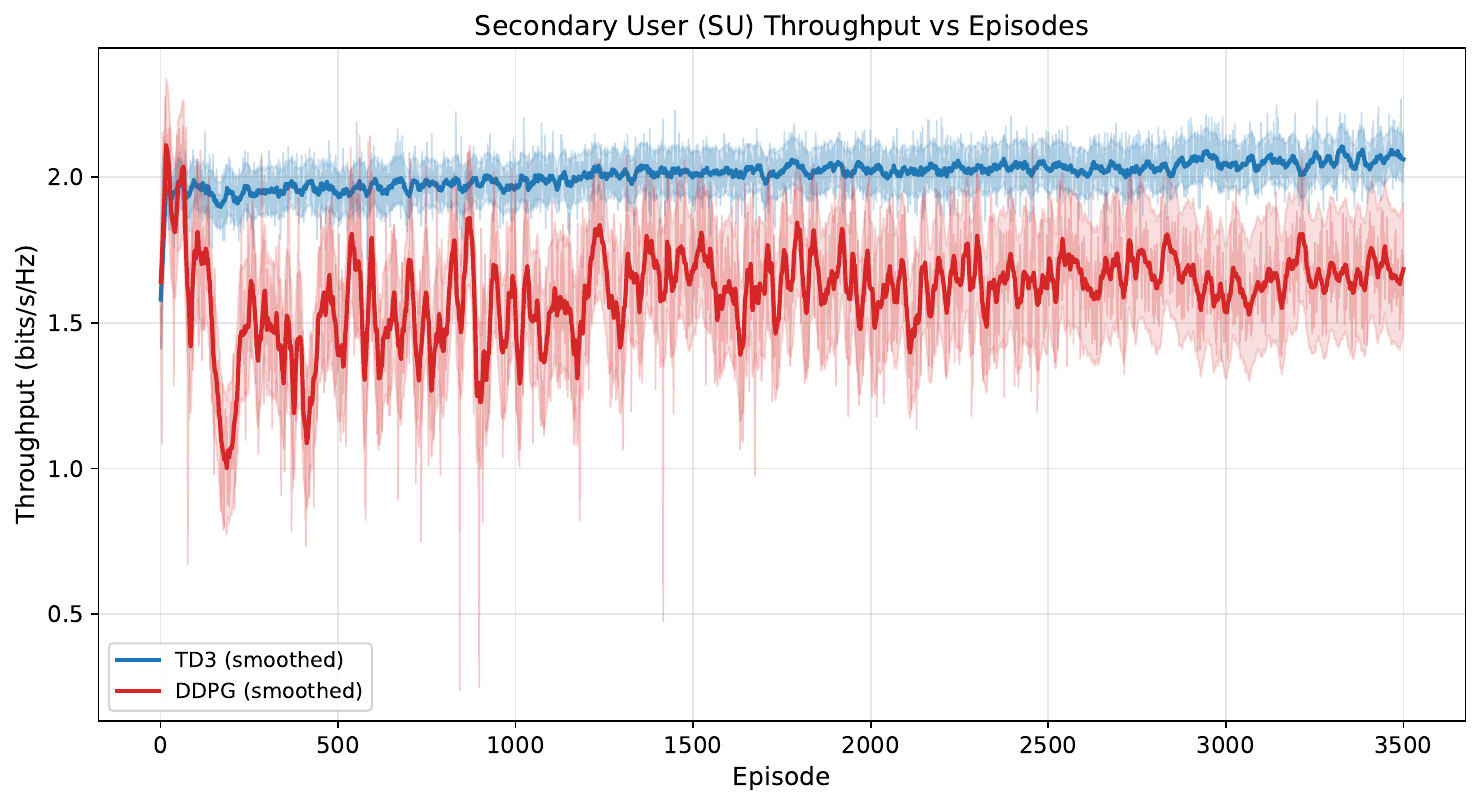 Secondary User (SU) Throughput vs Episodes
Throughput (bits/s/Hz)
2.0
1.5
1.0
0.5
TD3 (smoothed)
DDPG (smoothed)
0 500 1000 1500 2000 2500 3000 3500
Episode